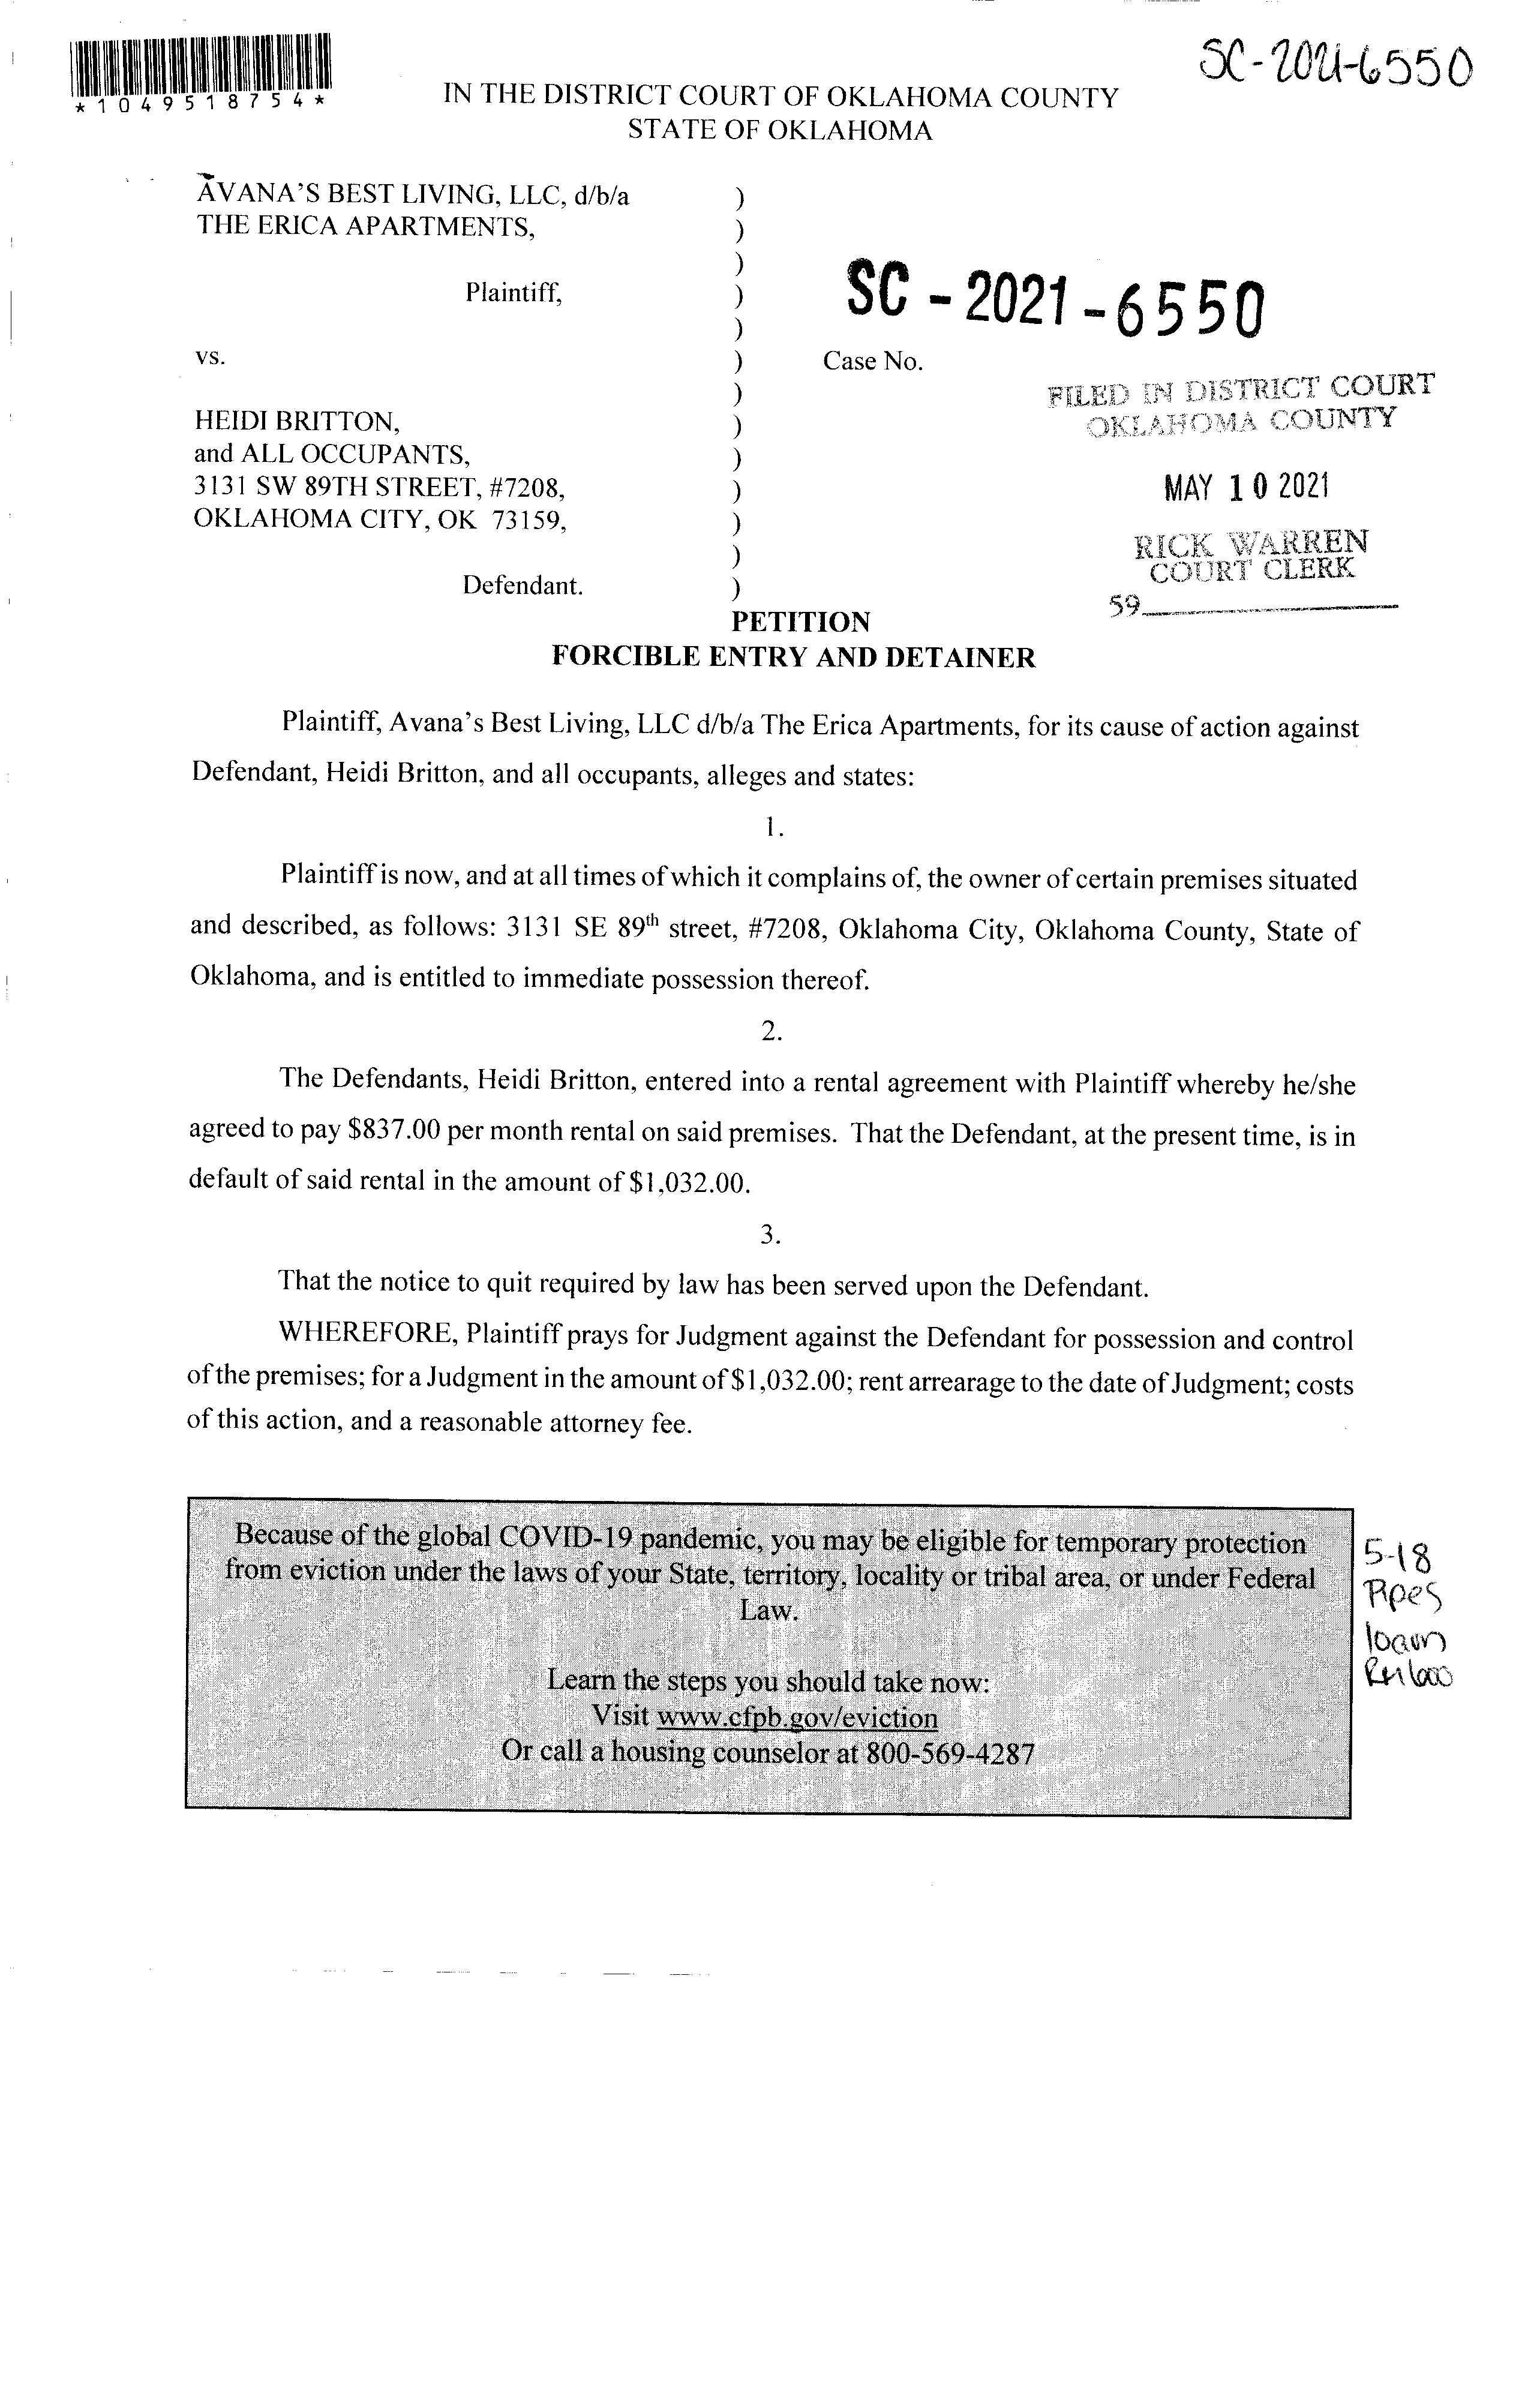 SC-2021-6550
*1049518754*
IN THE DISTRICT COURT OF OKLAHOMA COUNTY
STATE OF OKLAHOMA
AVANA'S BEST LIVING, LLC, d/b/a )
THE ERICA APARTMENTS, )
)
Plaintiff, )
SC - 2021 - 6550
)
vs. ) Case No.
)
FILED IN DISTRICT COURT
OKLAHOMA COUNTY
HEIDI BRITTON, )
and ALL OCCUPANTS, )
3131 SW 89TH STREET, #7208, )
MAY 10 2021
OKLAHOMA CITY, OK 73159, )
)
RICK WARREN
COURT CLERK
Defendant. )
59
PETITION
FORCIBLE ENTRY AND DETAINER
Plaintiff, Avana's Best Living, LLC d/b/a The Erica Apartments, for its cause of action against
Defendant, Heidi Britton, and all occupants, alleges and states:
1.
Plaintiff is now, and at all times of which it complains of, the owner of certain premises situated
and described, as follows: 3131 SE 89th street, #7208, Oklahoma City, Oklahoma County, State of
Oklahoma, and is entitled to immediate possession thereof.
2.
The Defendants, Heidi Britton, entered into a rental agreement with Plaintiff whereby he/she
agreed to pay $837.00 per month rental on said premises. That the Defendant, at the present time, is in
default of said rental in the amount of $1,032.00.
3.
That the notice to quit required by law has been served upon the Defendant.
WHEREFORE, Plaintiff prays for Judgment against the Defendant for possession and control
of the premises; for a Judgment in the amount of $1,032.00; rent arrearage to the date of Judgment; costs
of this action, and a reasonable attorney fee.
Because of the global COVID-19 pandemic, you may be eligible for temporary protection
from eviction under the laws of your State, territory, locality or tribal area, or under Federal
Law.
Learn the steps you should take now:
Visit www.cfpb.gov/eviction
Or call a housing counselor at 800-569-4287
5-18
Pipes
10am